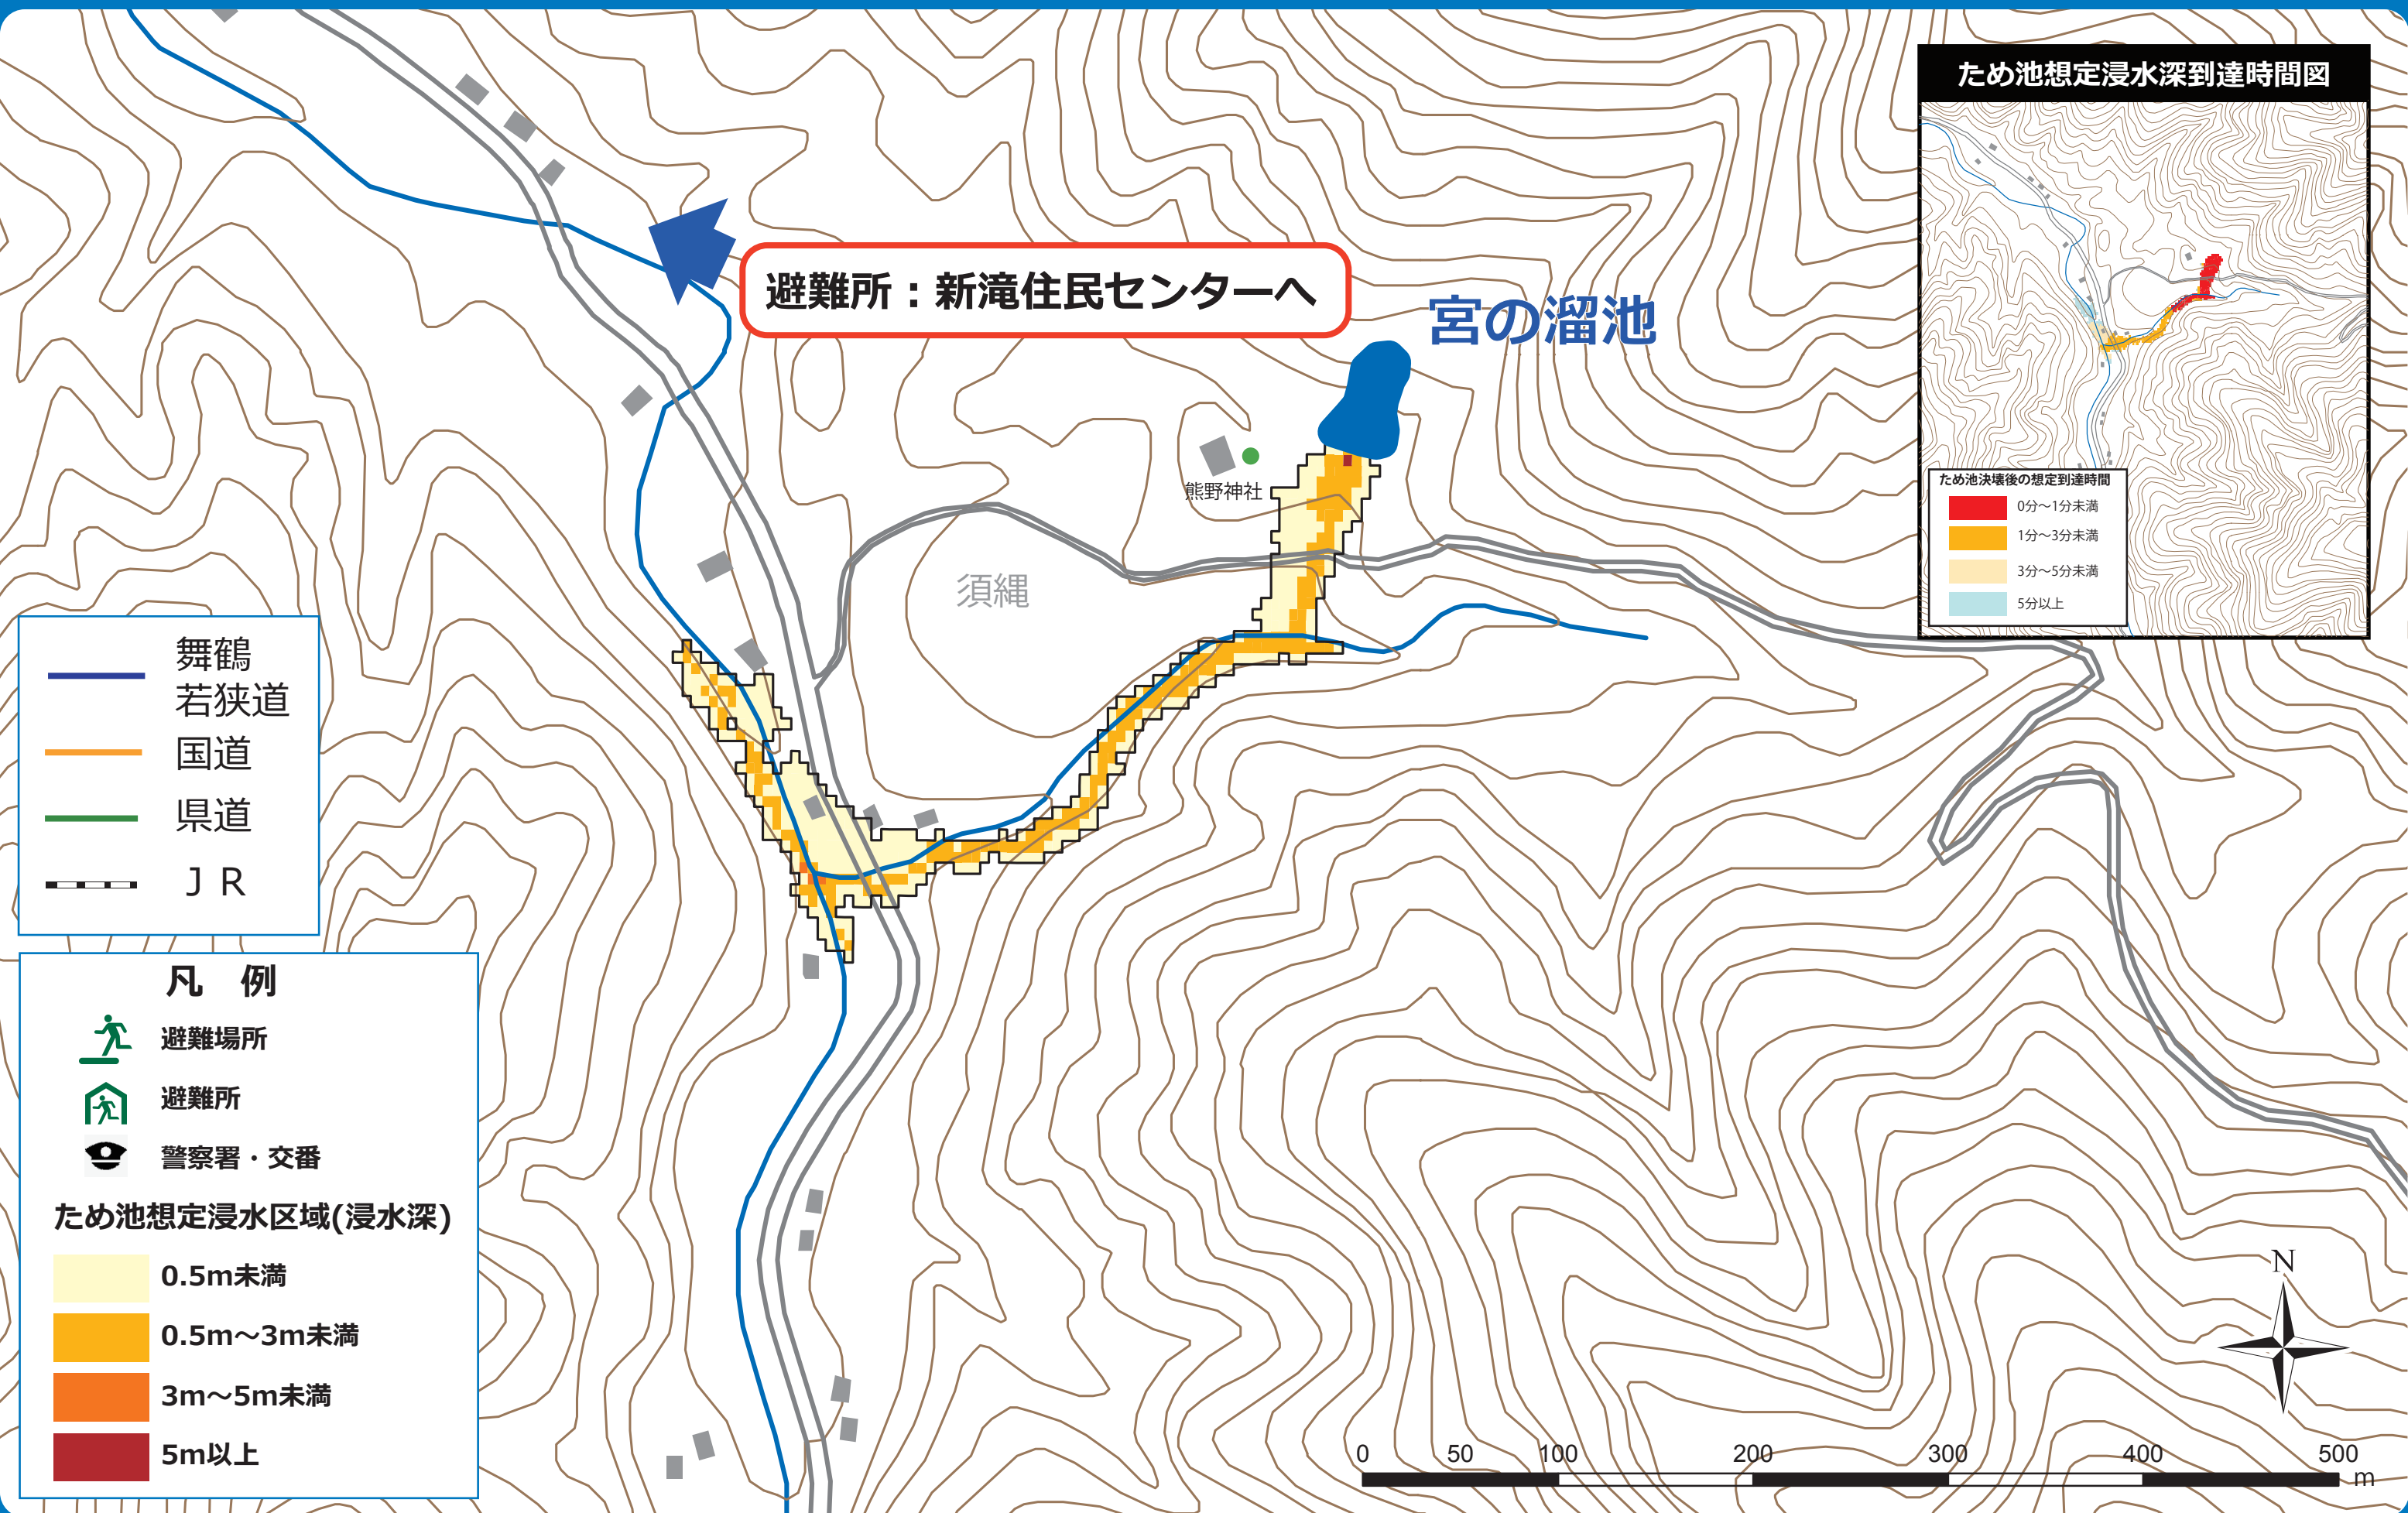 ため池想定浸水深到達時間図
避難所：新滝住民センターへ
宮の溜池
熊野神社
須縄
ため池決壊後の想定到達時間
0分～1分未満
1分～3分未満
3分～5分未満
5分以上
舞鶴
若狭道
国道
県道
ＪＲ
凡　例
避難場所
避難所
警察署・交番
ため池想定浸水区域(浸水深)
0.5m未満
0.5m～3m未満
3m～5m未満
5m以上
N
0 50 100 200 300 400 500
m